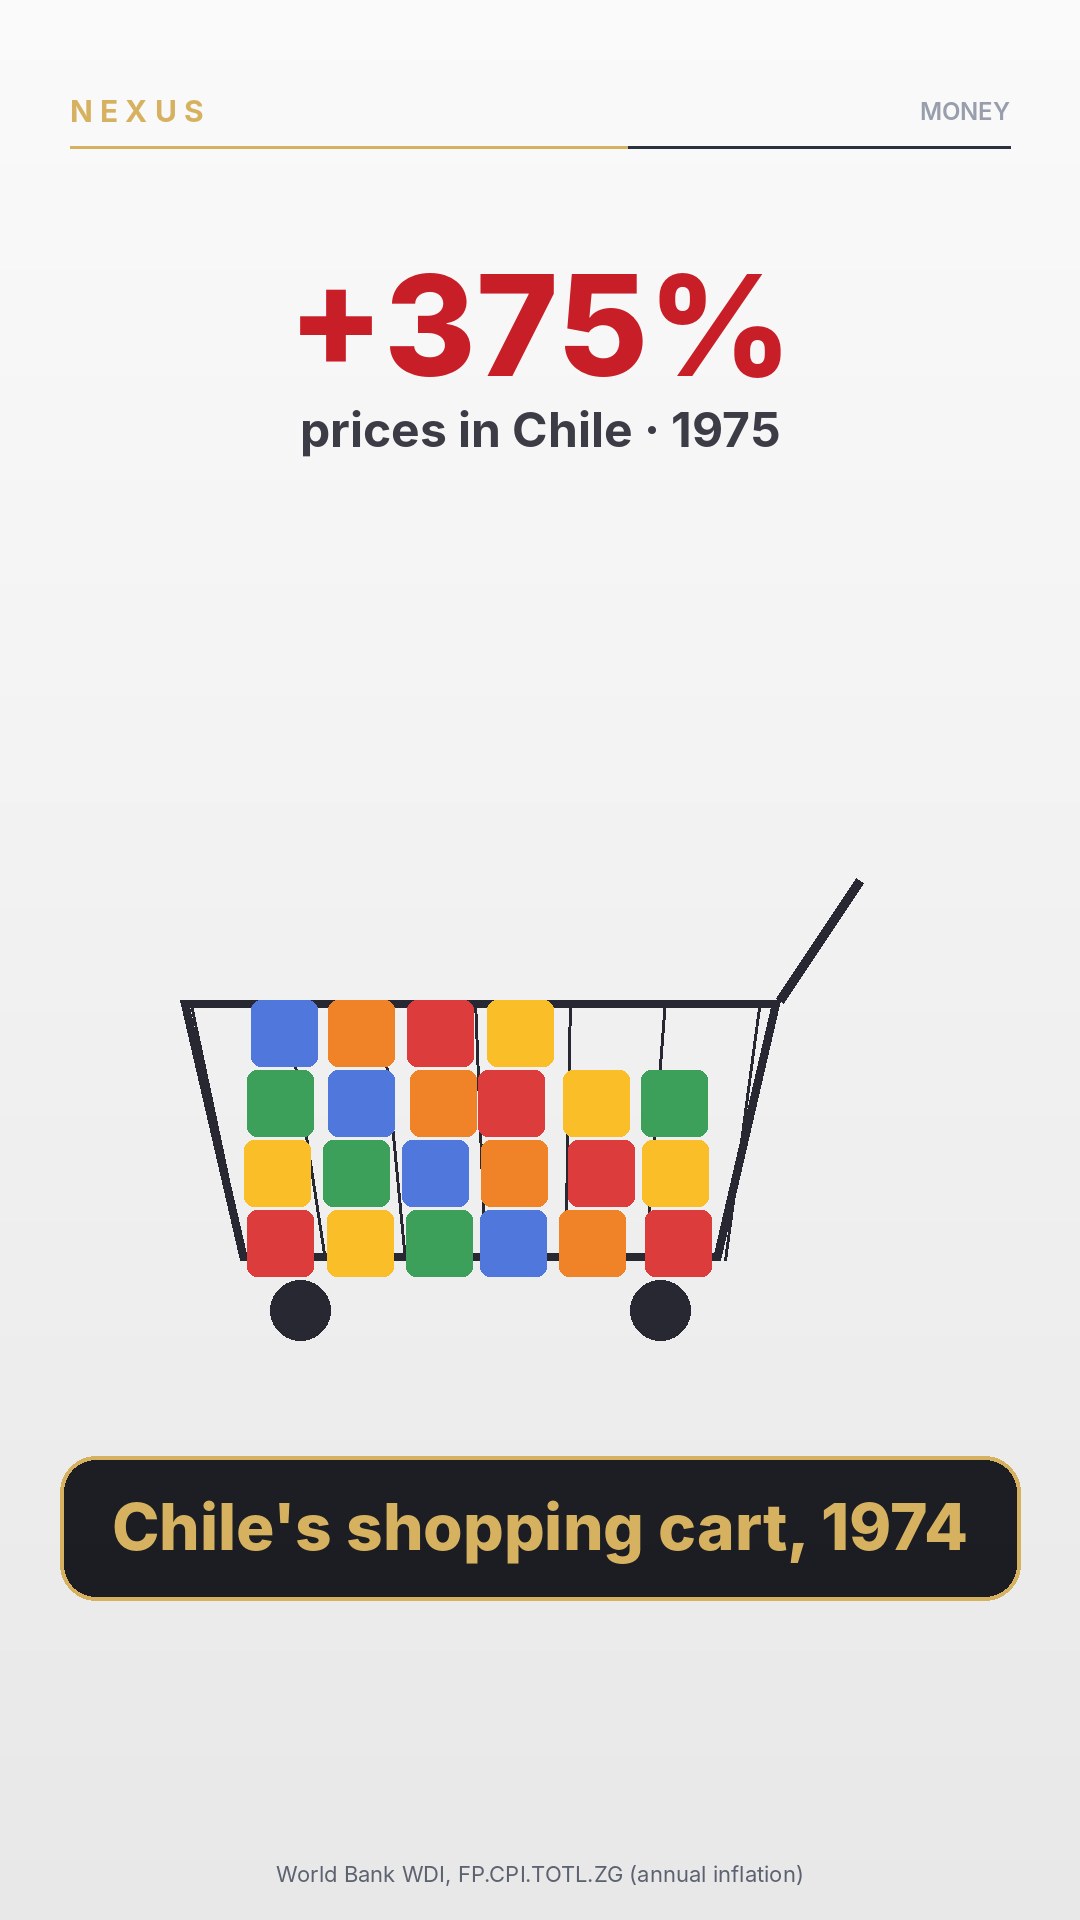 NEXUS
MONEY
+375%
prices in Chile · 1975
Chile's shopping cart, 1974
World Bank WDI, FP.CPI.TOTL.ZG (annual inflation)